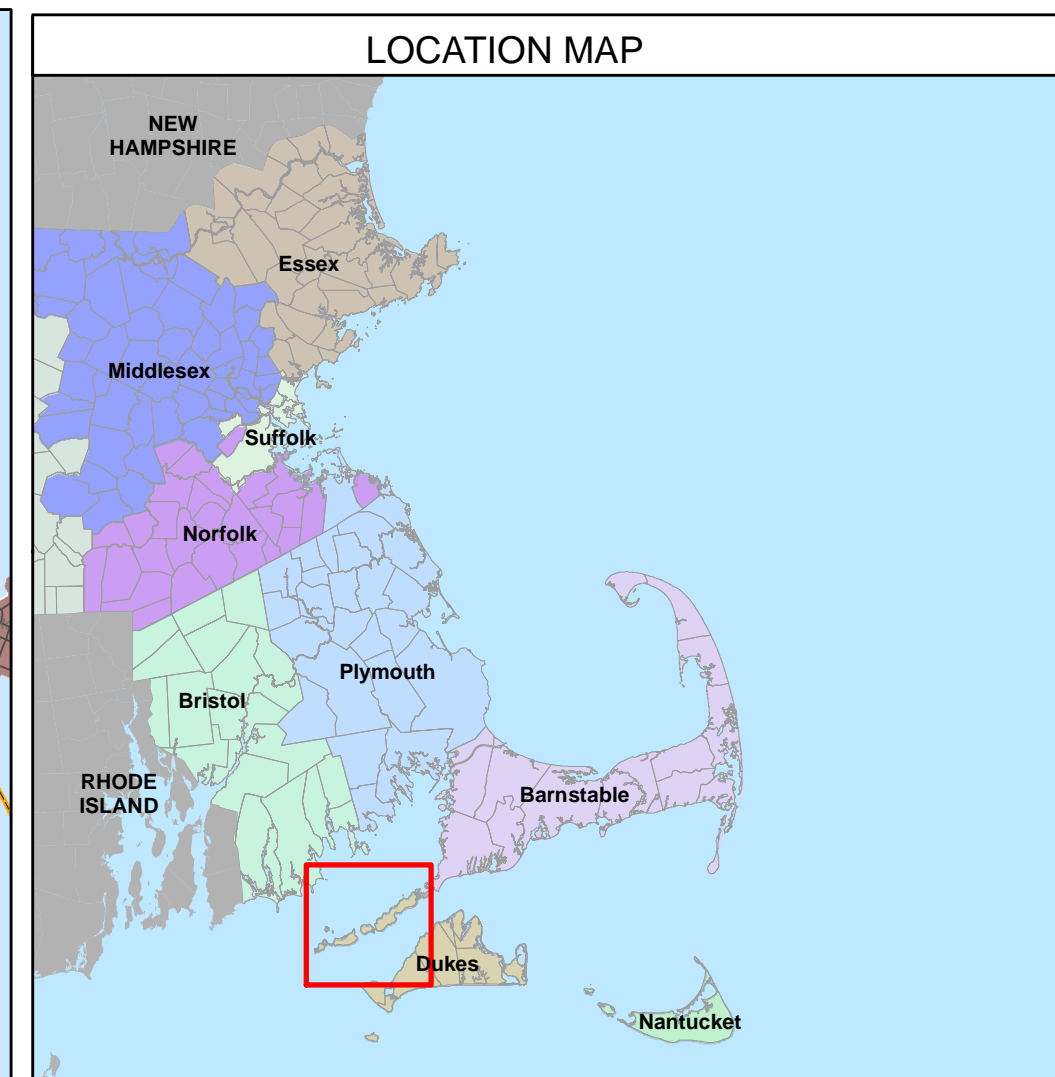 LOCATION MAP
NEW
HAMPSHIRE
Essex
Middlesex
Suffolk
Norfolk
Plymouth
Bristol
RHODE
ISLAND
Barnstable
Dukes
Nantucket